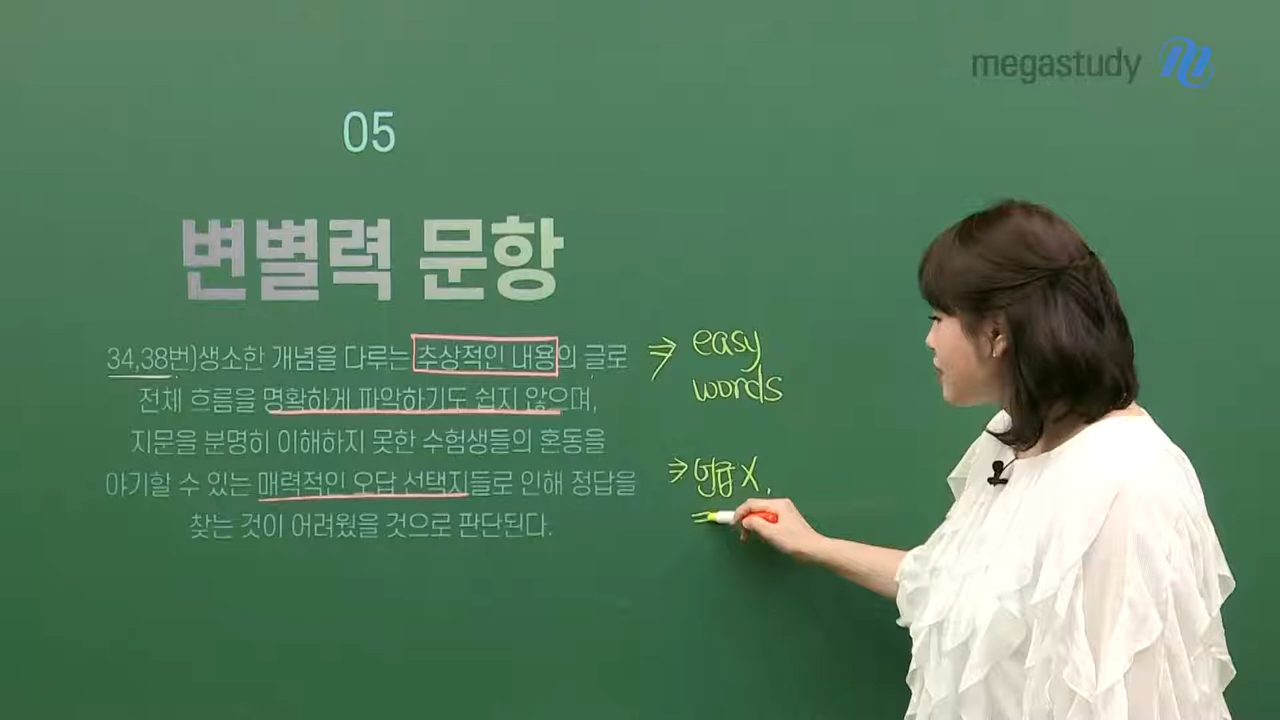 megastudy
05
변별력 문항
34,38번)생소한 개념을 다루는 추상적인 내용의 글로
전체 흐름을 명확하게 파악하기도 쉽지 않으며,
지문을 분명히 이해하지 못한 수험생들의 혼동을
야기할 수 있는 매력적인 오답 선택지들로 인해 정답을
찾는 것이 어려웠을 것으로 판단된다.
⇒ easy
words
⇒ X,